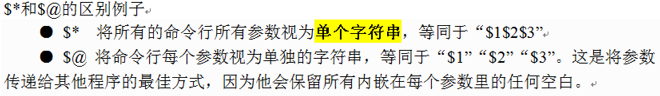 $*和$@的区别例子
● $* 将所有的命令行所有参数视为单个字符串，等同于“$1$2$3”
● $@ 将命令行每个参数视为单独的字符串，等同于“$1”“$2”“$3”。这是将参数
传递给其他程序的最佳方式，因为他会保留所有内嵌在每个参数里的任何空白。